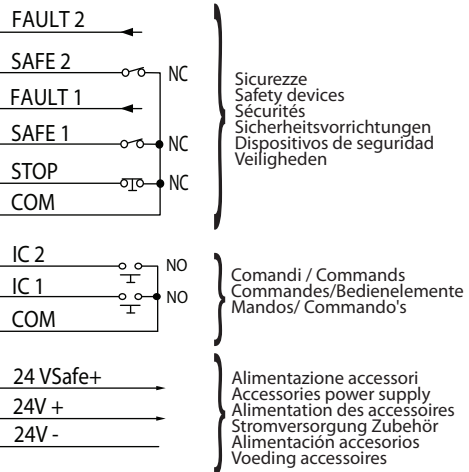 FAULT 2
SAFE 2
NC
FAULT 1
SAFE 1
NC
STOP
NC
COM
Sicurezze
Safety devices
Sécurités
Sicherheitsvorrichtungen
Dispositivos de seguridad
Veiligheden
IC 2
NO
IC 1
NO
COM
Comandi / Commands
Commandes/Bedienelemente
Mandos/ Commando's
24 VSafe+
24V +
24V -
Alimentazione accessori
Accessories power supply
Alimentation des accessoires
Stromversorgung Zubehör
Alimentación accesorios
Voeding accessoires